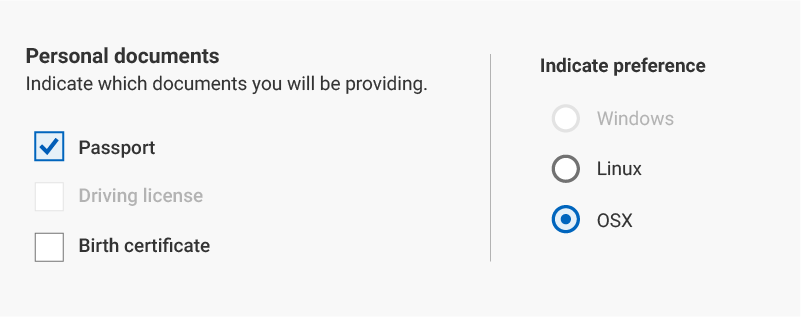 Personal documents
Indicate which documents you will be providing.
Passport
Driving license
Birth certificate
Indicate preference
Windows
Linux
OSX